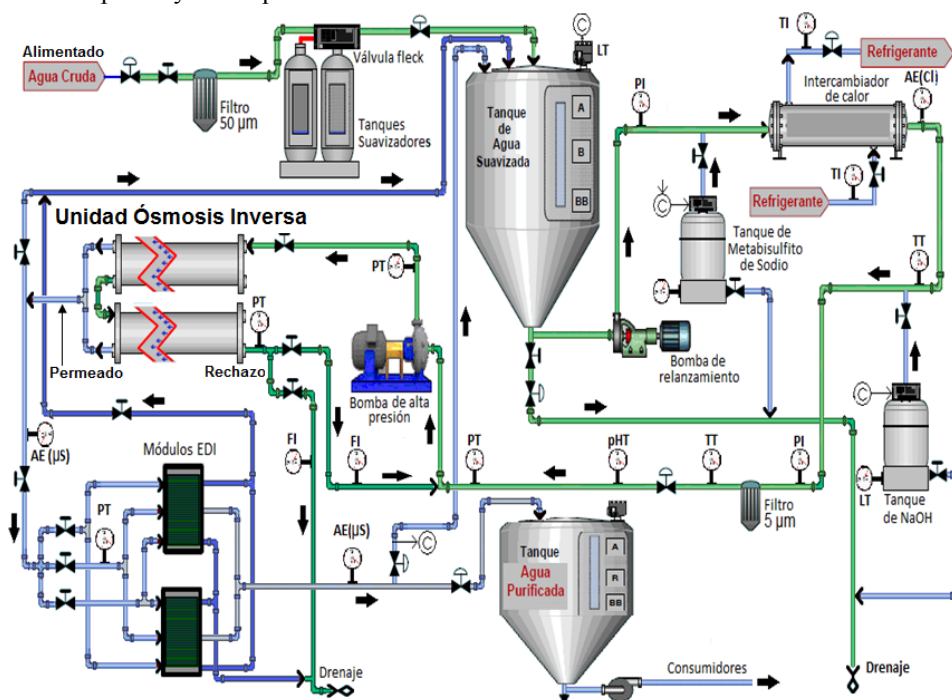 Alimentado
Agua Cruda
Filtro
50 µm
Válvula fleck
Tanques
Suavizadores
C
LT
Tanque
de
Agua
Suavizada
A
B
BB
TI
Refrigerante
PI
Intercambiador
de calor
AE(Cl)
TI
Refrigerante
C
Tanque de
Metabisulfito
de Sodio
TT
Unidad Ósmosis Inversa
PT
PT
Permeado
Rechazo
Bomba de alta
presión
Bomba de
relanzamiento
C
AE (µS)
Módulos EDI
FI
FI
PT
pHT
TT
PI
Filtro
5 µm
LT
Tanque
de NaOH
PT
AE(µS)
C
Tanque
Agua
Purificada
A
R
BB
Drenaje
Consumidores
Drenaje